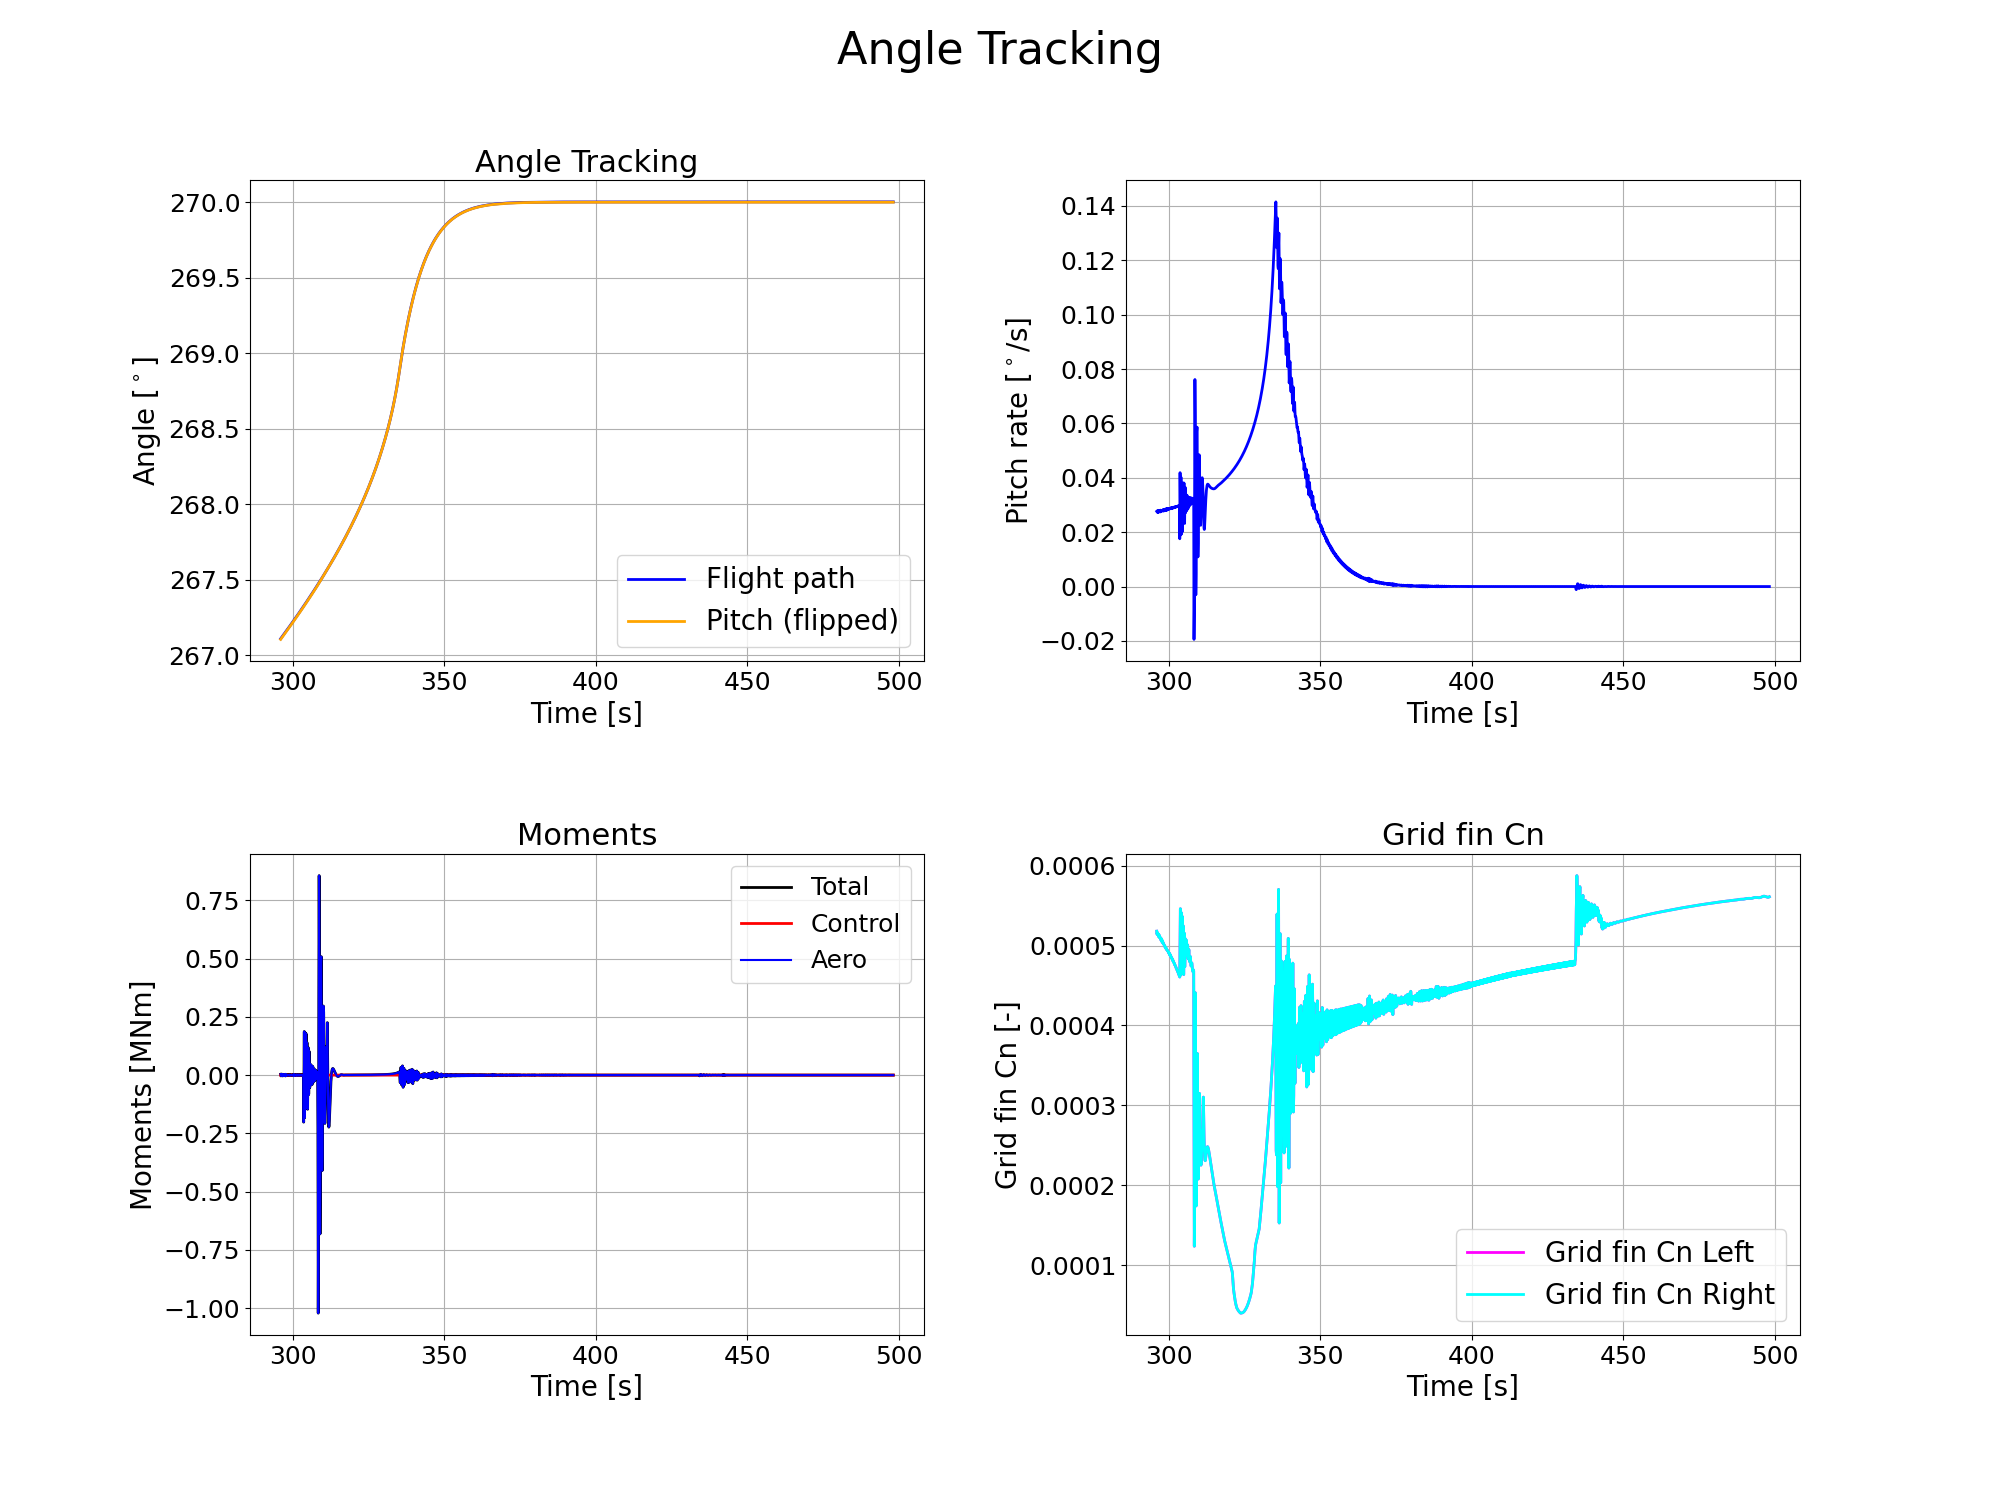 Angle Tracking
Angle Tracking
270.0
269.5
269.0
268.5
268.0
267.5
267.0
Angle [°]
Flight path
Pitch (flipped)
300 350 400 450 500
Time [s]
0.14
0.12
0.10
0.08
0.06
0.04
0.02
0.00
−0.02
Pitch rate [°/s]
300 350 400 450 500
Time [s]
Moments
0.75
0.50
0.25
0.00
−0.25
−0.50
−0.75
−1.00
Moments [MNm]
Total
Control
Aero
300 350 400 450 500
Time [s]
Grid fin Cn
0.0006
0.0005
0.0004
0.0003
0.0002
0.0001
Grid fin Cn [-]
Grid fin Cn Left
Grid fin Cn Right
300 350 400 450 500
Time [s]